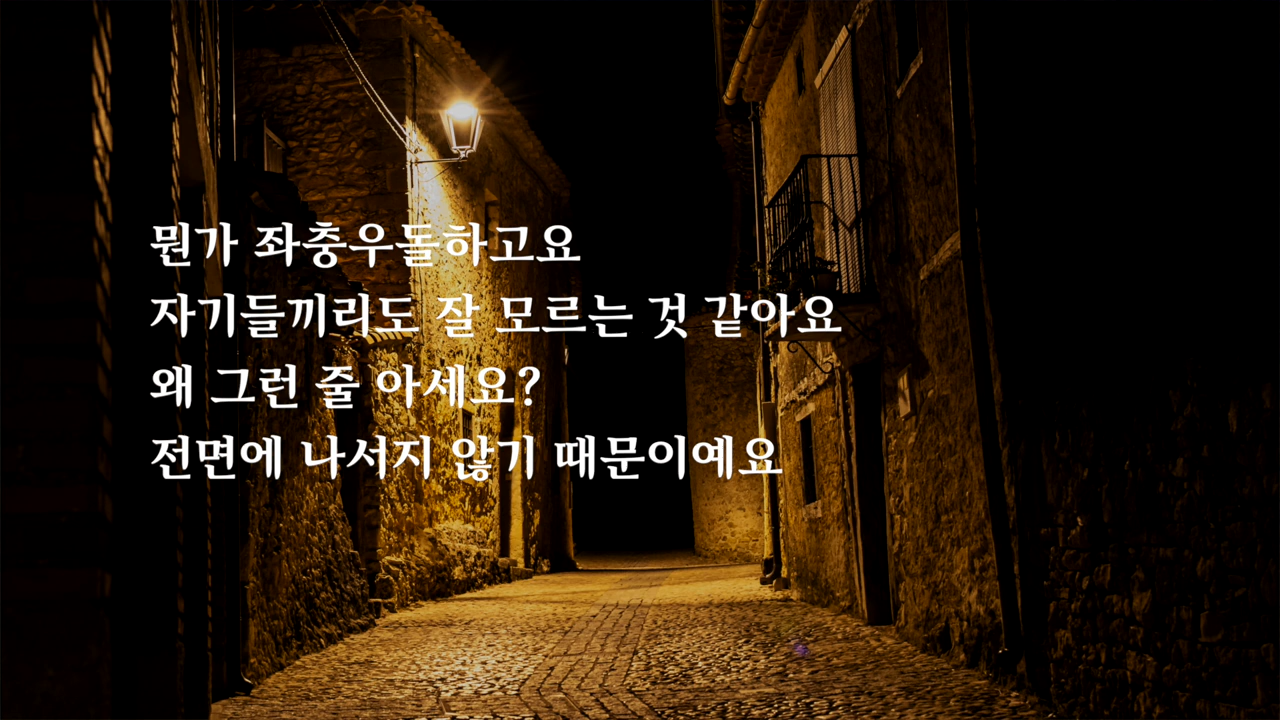 뭔가 좌충우돌하고요
자기들끼리도 잘 모르는 것 같아요
왜 그런 줄 아세요?
전면에 나서지 않기 때문이예요